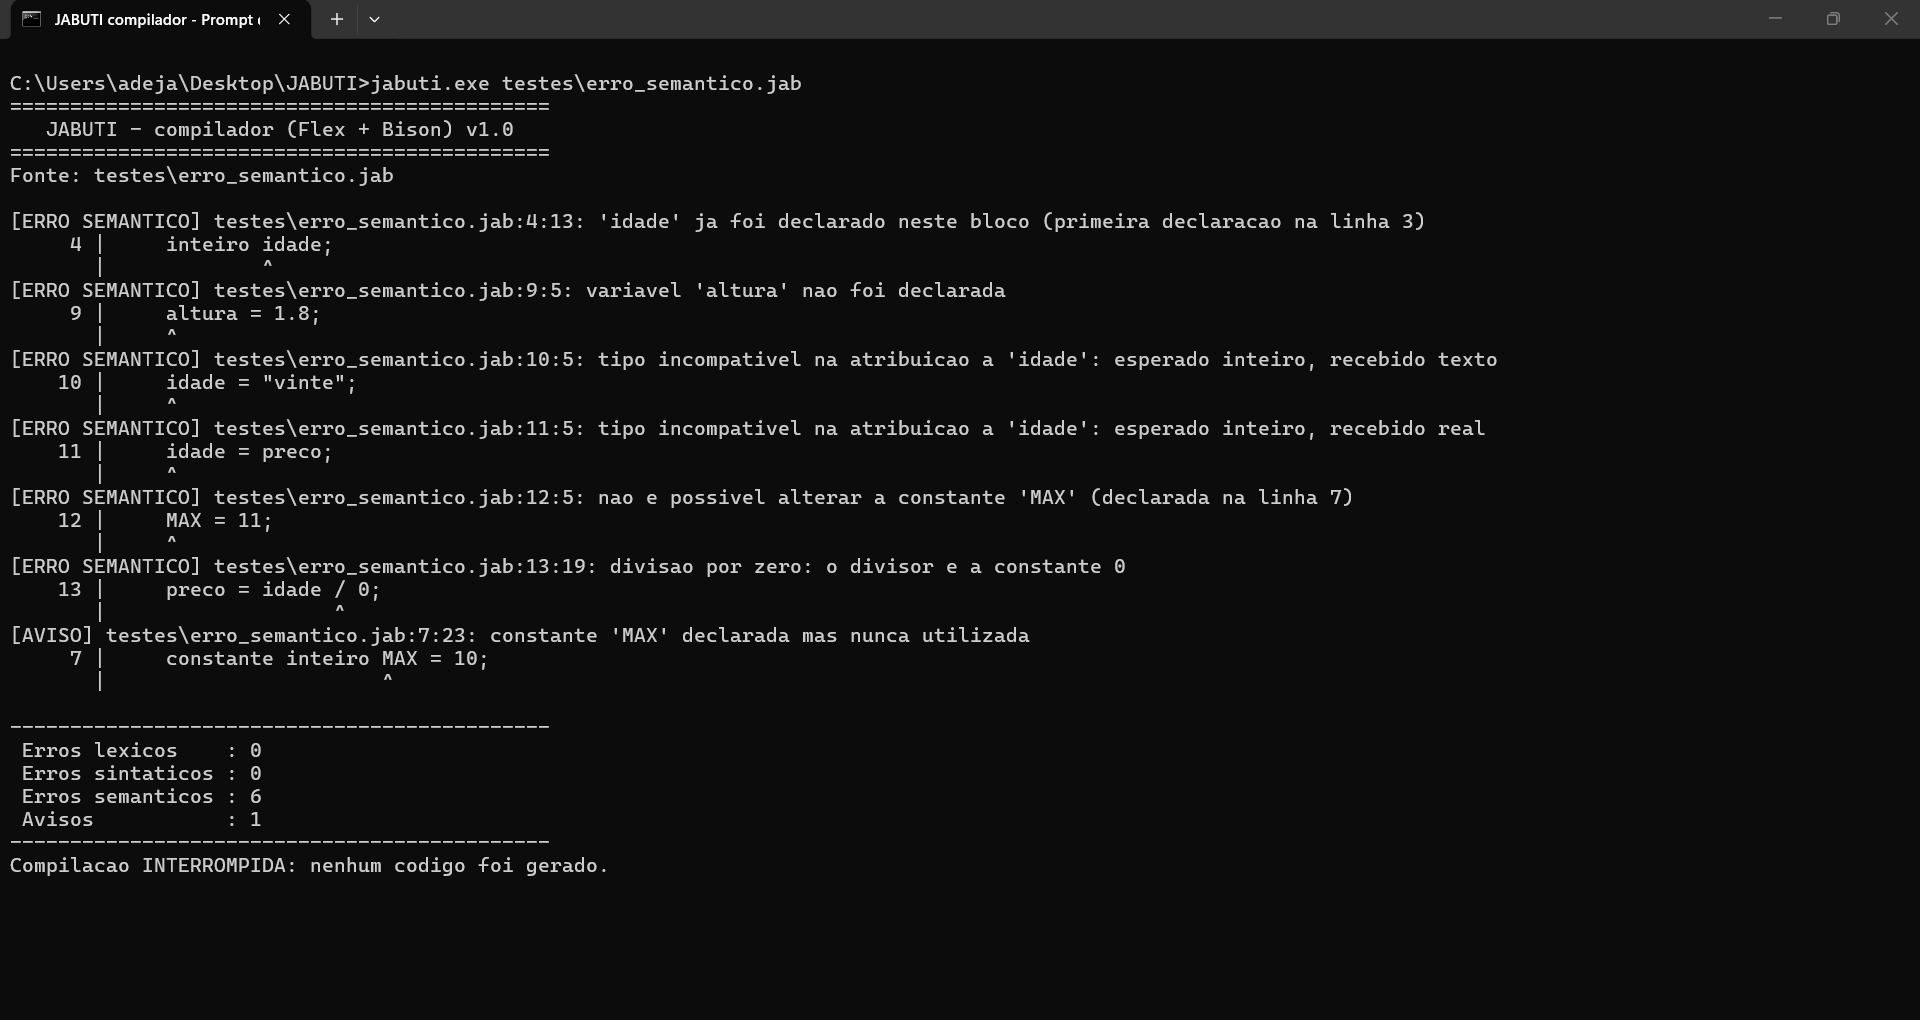 JABUTI compilador - Prompt
C:\Users\adeja\Desktop\JABUTI>jabuti.exe testes\erro_semantico.jab
=============================================
   JABUTI - compilador (Flex + Bison) v1.0
=============================================
Fonte: testes\erro_semantico.jab
[ERRO SEMANTICO] testes\erro_semantico.jab:4:13: 'idade' ja foi declarado neste bloco (primeira declaracao na linha 3)
     4 |     inteiro idade;
       |             ^
[ERRO SEMANTICO] testes\erro_semantico.jab:9:5: variavel 'altura' nao foi declarada
     9 |     altura = 1.8;
       |     ^
[ERRO SEMANTICO] testes\erro_semantico.jab:10:5: tipo incompativel na atribuicao a 'idade': esperado inteiro, recebido texto
    10 |     idade = "vinte";
       |     ^
[ERRO SEMANTICO] testes\erro_semantico.jab:11:5: tipo incompativel na atribuicao a 'idade': esperado inteiro, recebido real
    11 |     idade = preco;
       |     ^
[ERRO SEMANTICO] testes\erro_semantico.jab:12:5: nao e possivel alterar a constante 'MAX' (declarada na linha 7)
    12 |     MAX = 11;
       |     ^
[ERRO SEMANTICO] testes\erro_semantico.jab:13:19: divisao por zero: o divisor e a constante 0
    13 |     preco = idade / 0;
       |                   ^
[AVISO] testes\erro_semantico.jab:7:23: constante 'MAX' declarada mas nunca utilizada
     7 |     constante inteiro MAX = 10;
       |                       ^
---------------------------------------------
 Erros lexicos    : 0
 Erros sintaticos : 0
 Erros semanticos : 6
 Avisos           : 1
---------------------------------------------
Compilacao INTERROMPIDA: nenhum codigo foi gerado.